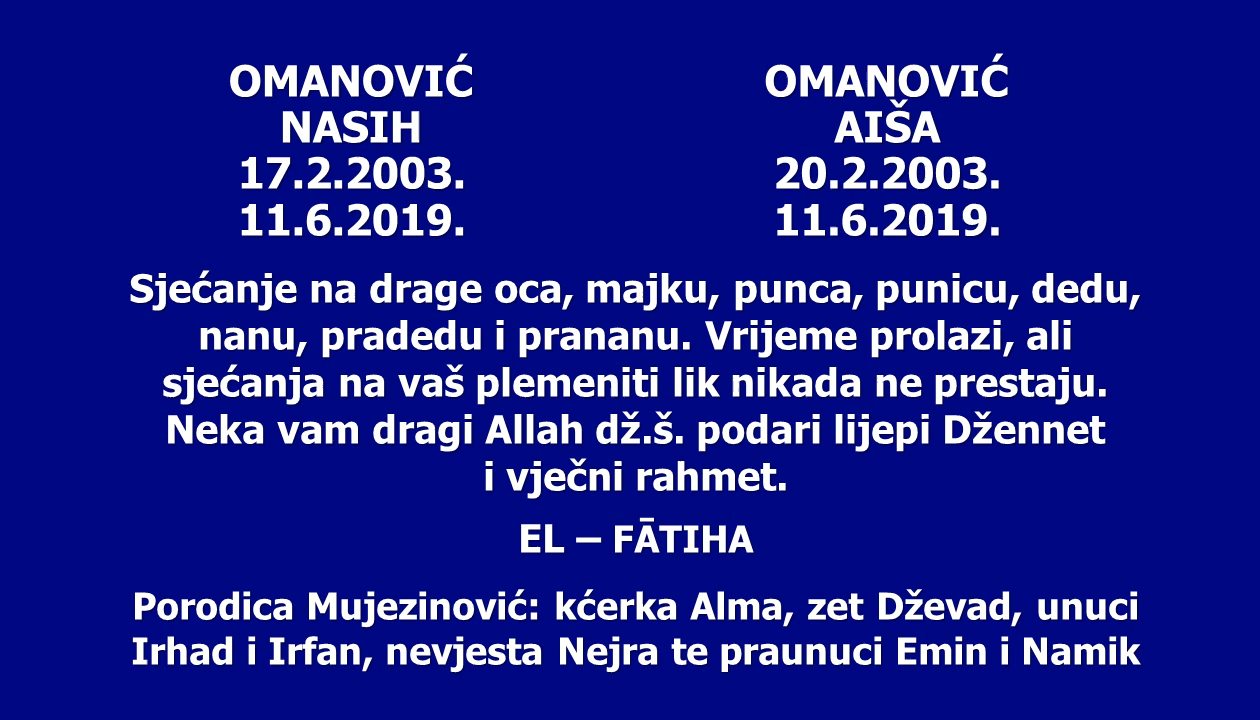 OMANOVIĆ
NASIH
17.2.2003.
11.6.2019.
OMANOVIĆ
AIŠA
20.2.2003.
11.6.2019.
Sjećanje na drage oca, majku, punca, punicu, dedu,
nanu, pradedu i prananu. Vrijeme prolazi, ali
sjećanja na vaš plemeniti lik nikada ne prestaju.
Neka vam dragi Allah dž.š. podari lijepi Džennet
i vječni rahmet.
EL – FĀTIHA
Porodica Mujezinović: kćerka Alma, zet Dževad, unuci
Irhad i Irfan, nevjesta Nejra te praunuci Emin i Namik